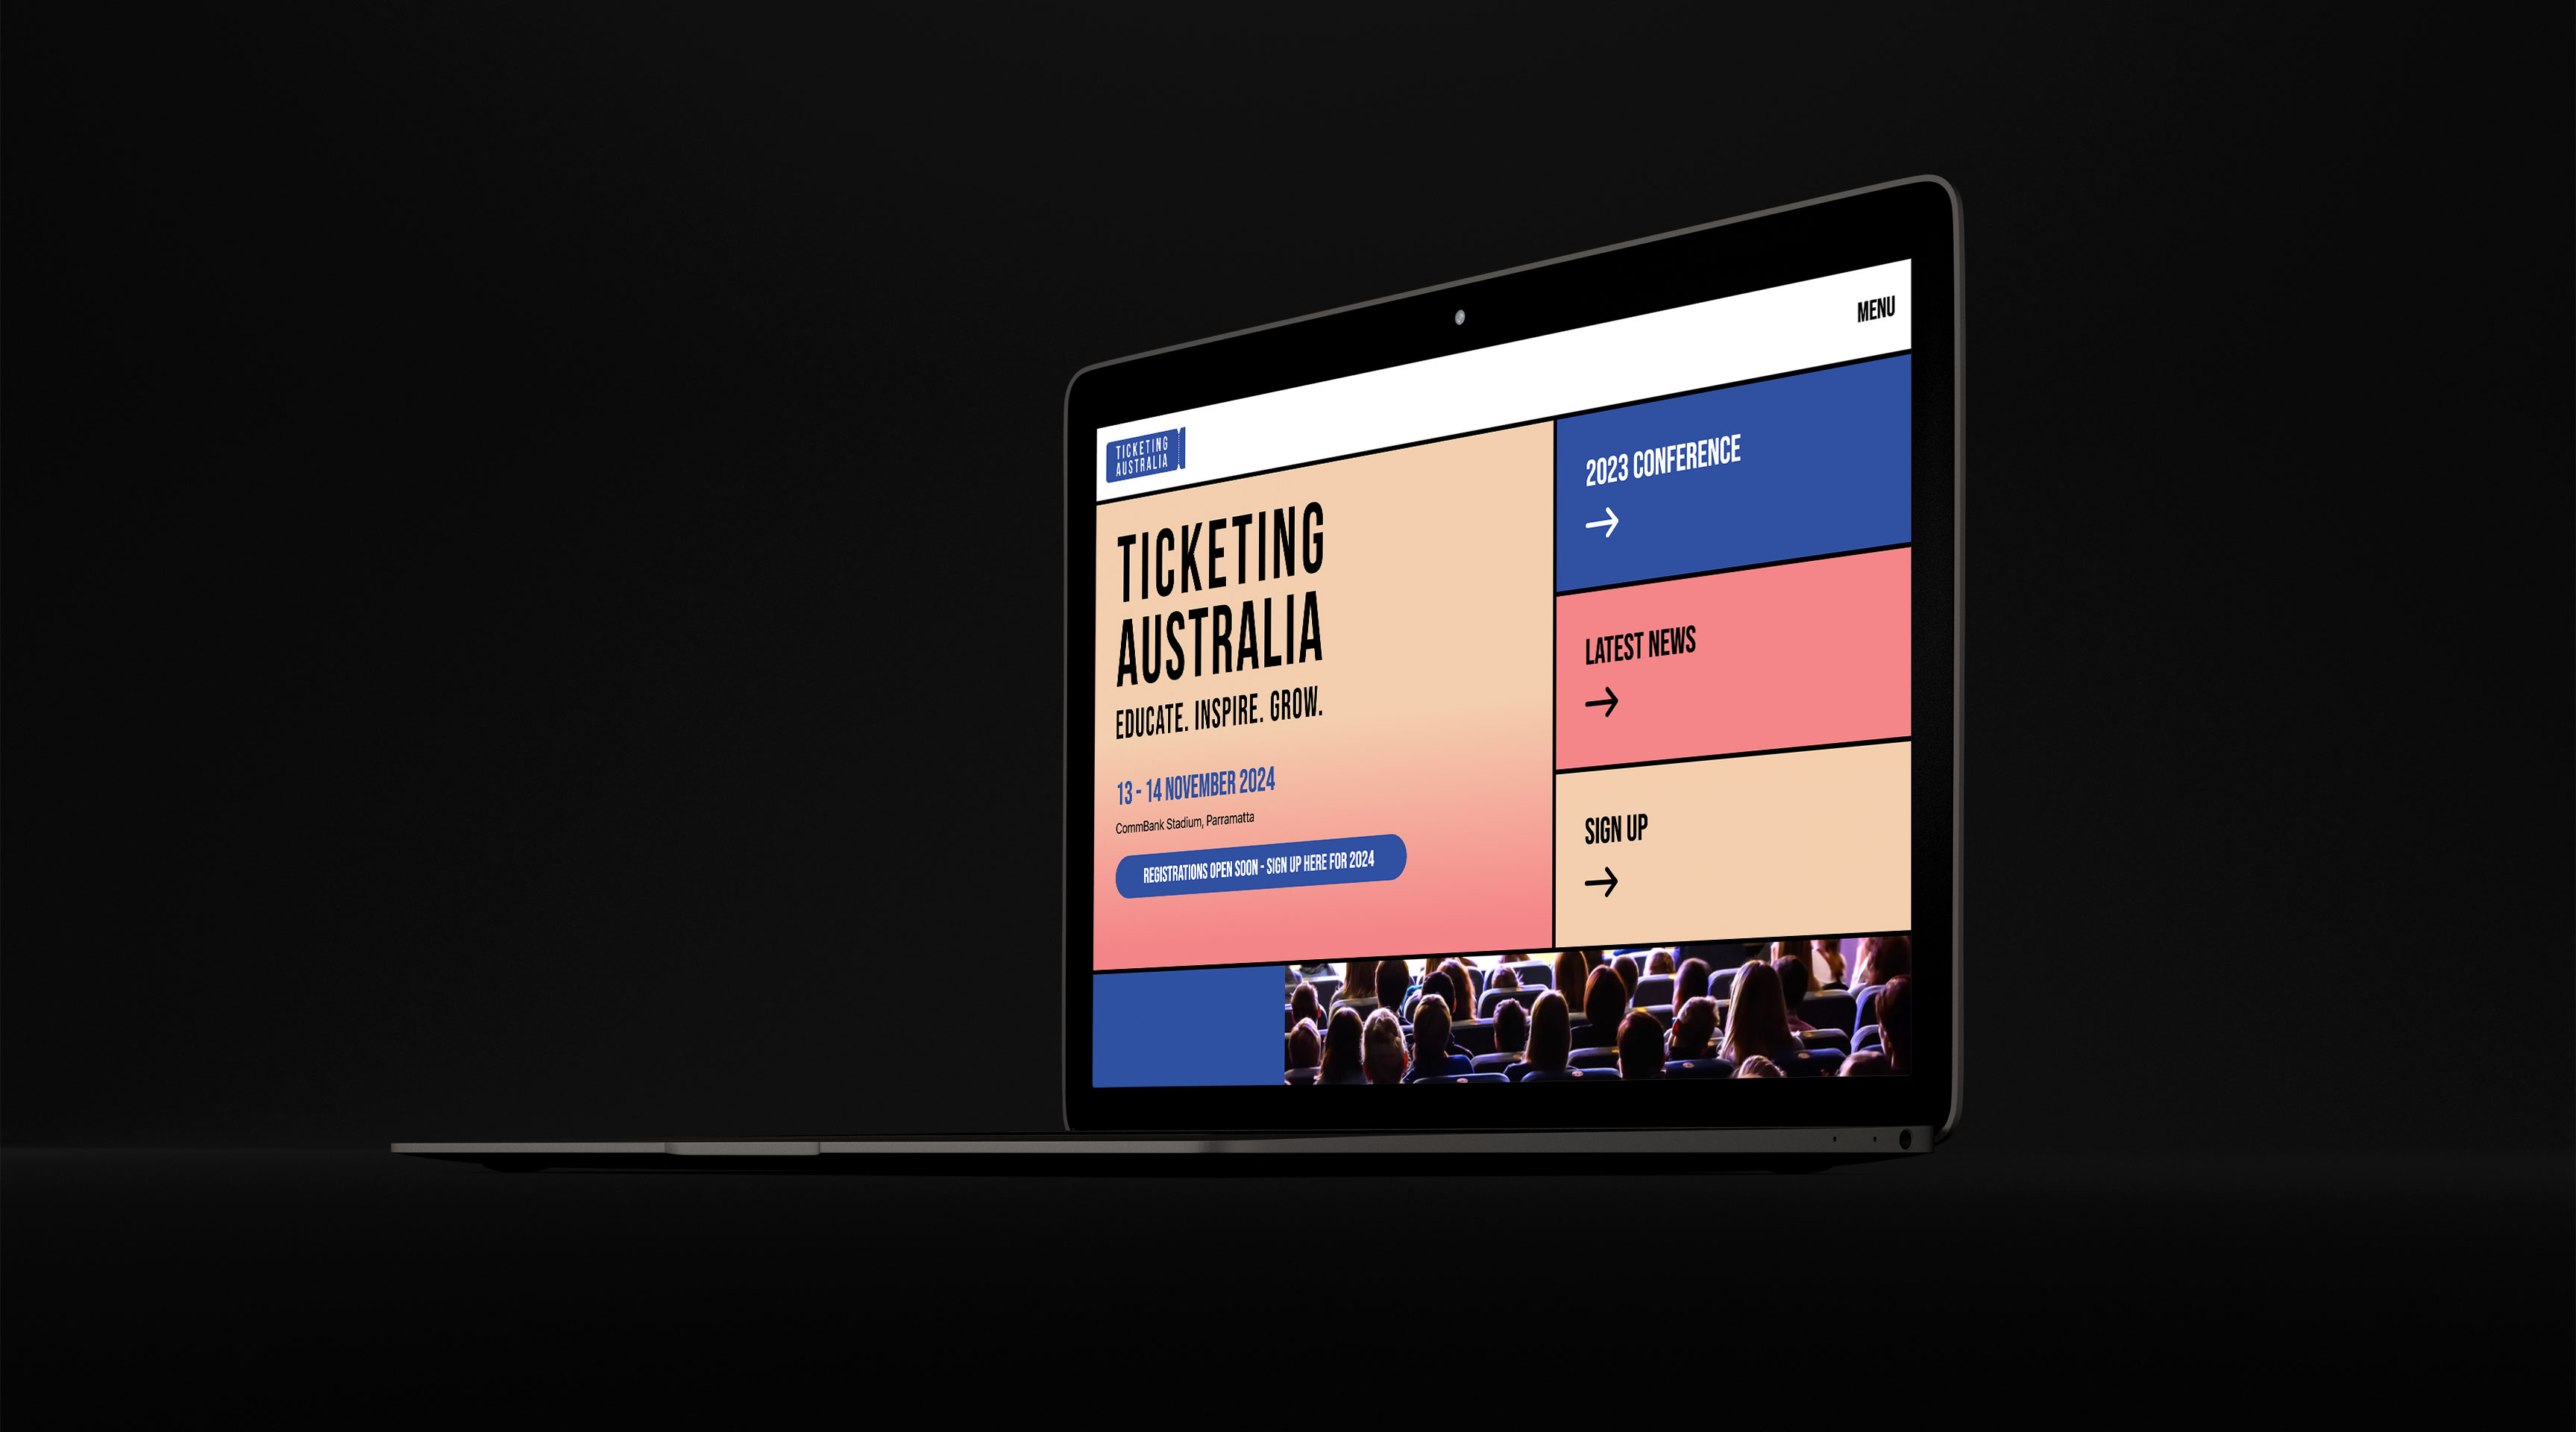 MENU
TICKETING
AUSTRALIA
TICKETING
AUSTRALIA
EDUCATE. INSPIRE. GROW.
13 - 14 NOVEMBER 2024
CommBank Stadium, Parramatta
REGISTRATIONS OPEN SOON - SIGN UP HERE FOR 2024
2023 CONFERENCE
LATEST NEWS
SIGN UP